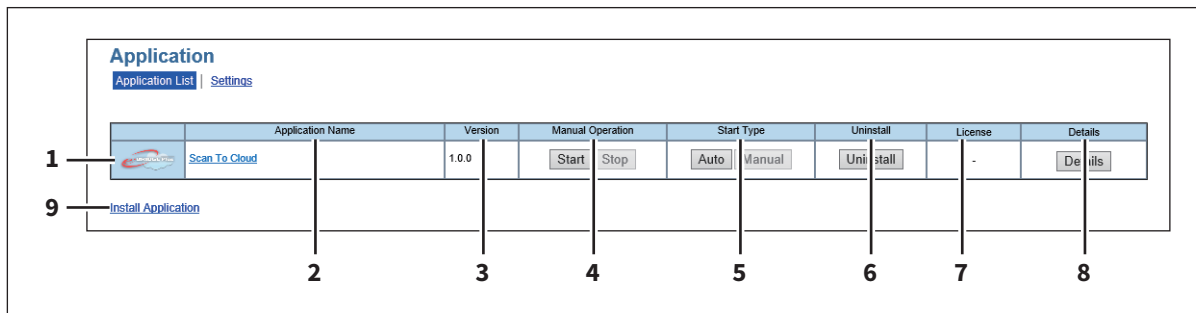 Application
Application List | Settings
Application Name Version Manual Operation Start Type Uninstall License Details
1 Scan To Cloud 1.0.0 Start Stop Auto Manual Uninstall - Details
9 Install Application
2 3 4 5 6 7 8